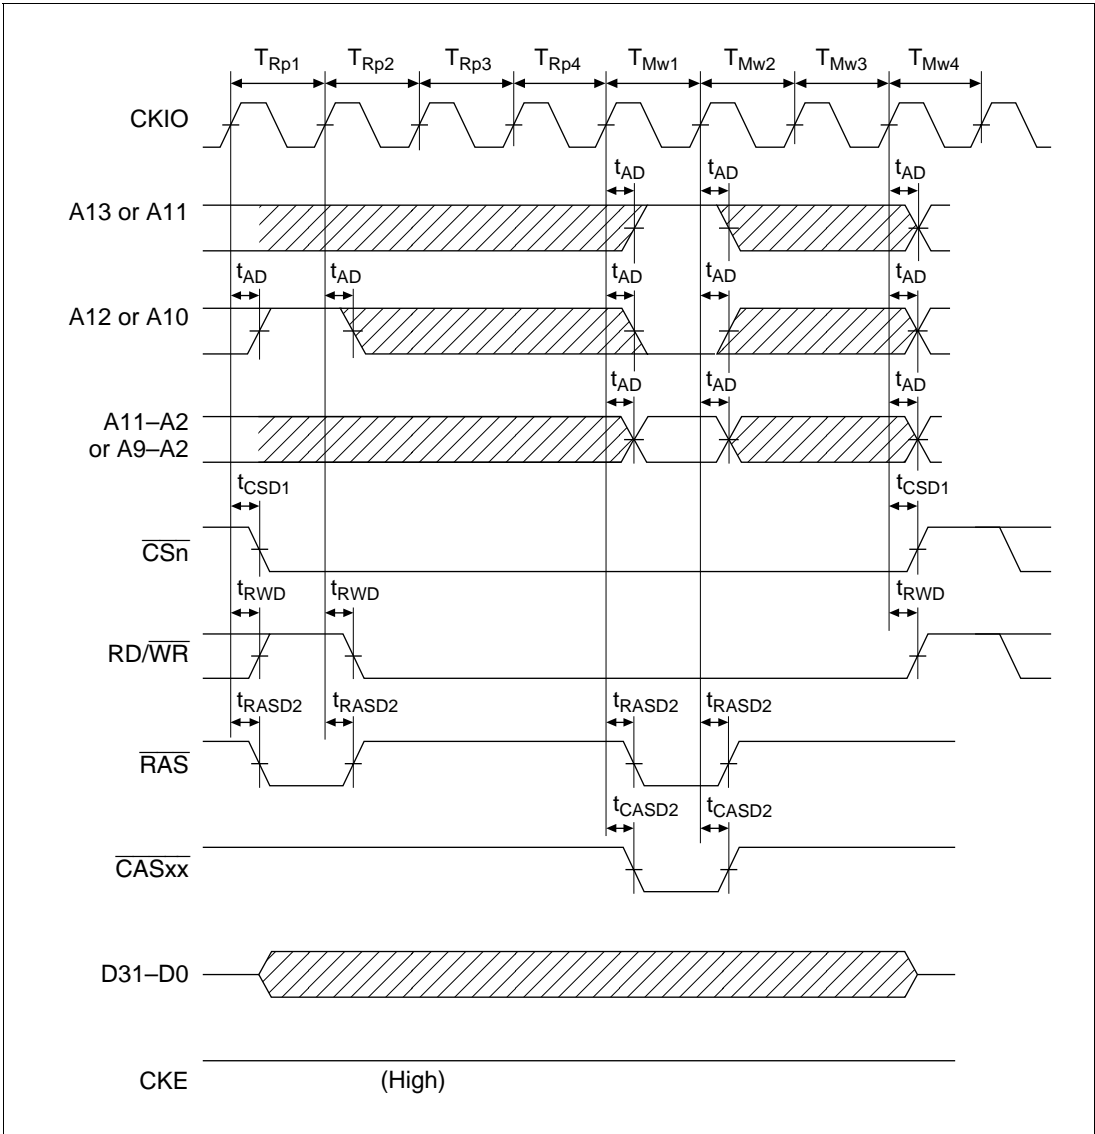 TRp1 TRp2 TRp3 TRp4 TMw1 TMw2 TMw3 TMw4
CKIO
tAD tAD tAD
A13 or A11
tAD tAD tAD tAD tAD
A12 or A10
tAD tAD tAD
A11–A2
or A9–A2
tCSD1 tCSD1
CSn
tRWD tRWD tRWD
RD/WR
tRASD2 tRASD2 tRASD2 tRASD2
RAS
tCASD2 tCASD2
CASxx
D31–D0
CKE (High)